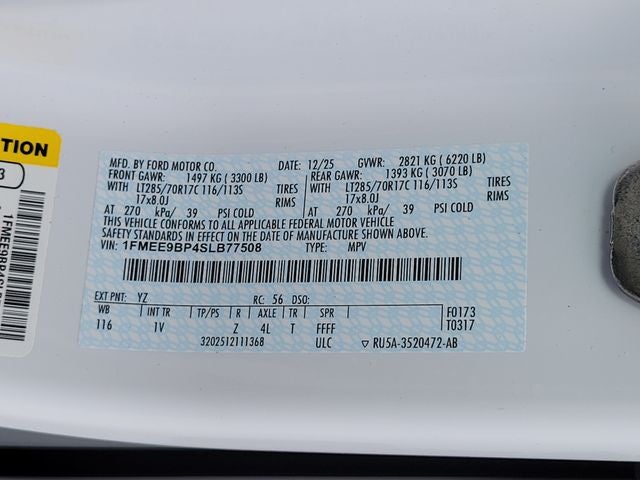 TION
3
MFD. BY FORD MOTOR CO. DATE: 12/25 GVWR: 2821 KG ( 6220 LB)
FRONT GAWR: 1497 KG ( 3300 LB) REAR GAWR: 1393 KG ( 3070 LB)
WITH LT285/70R17C 116/113S TIRES WITH LT285/70R17C 116/113S TIRES
17x8.0J RIMS 17x8.0J RIMS
AT 270 kPa/ 39 PSI COLD AT 270 kPa/ 39 PSI COLD
THIS VEHICLE CONFORMS TO ALL APPLICABLE FEDERAL MOTOR VEHICLE
SAFETY STANDARDS IN EFFECT ON THE DATE OF MANUFACTURE SHOWN ABOVE.
VIN: 1FMEE9BP4SLB77508 TYPE: MPV
EXT PNT: YZ RC: 56 DSO:
WB INT TR TP/PS R AXLE TR SPR F0173
116 1V Z 4L T FFFF T0317
3202512111368 ULC ▽ RU5A-3520472-AB